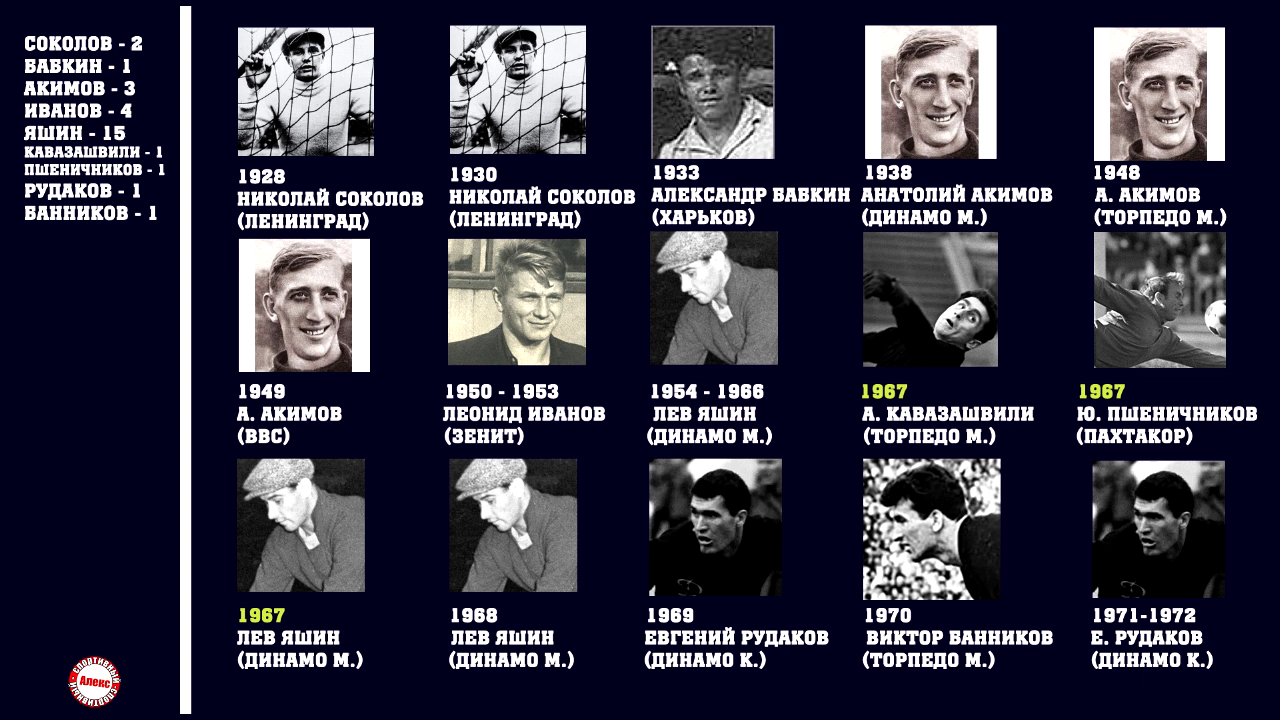 СОКОЛОВ - 2
БАБКИН - 1
АКИМОВ - 3
ИВАНОВ - 4
ЯШИН - 15
КАВАЗАШВИЛИ - 1
ПШЕНИЧНИКОВ - 1
РУДАКОВ - 1
БАННИКОВ - 1
1928
НИКОЛАЙ СОКОЛОВ
(ЛЕНИНГРАД)
1930
НИКОЛАЙ СОКОЛОВ
(ЛЕНИНГРАД)
1933
АЛЕКСАНДР БАБКИН
(ХАРЬКОВ)
1938
АНАТОЛИЙ АКИМОВ
(ДИНАМО М.)
1948
А. АКИМОВ
(ТОРПЕДО М.)
1949
А. АКИМОВ
(ВВС)
1950 - 1953
ЛЕОНИД ИВАНОВ
(ЗЕНИТ)
1954 - 1966
ЛЕВ ЯШИН
(ДИНАМО М.)
1967
А. КАВАЗАШВИЛИ
(ТОРПЕДО М.)
1967
Ю. ПШЕНИЧНИКОВ
(ПАХТАКОР)
1967
ЛЕВ ЯШИН
(ДИНАМО М.)
1968
ЛЕВ ЯШИН
(ДИНАМО М.)
1969
ЕВГЕНИЙ РУДАКОВ
(ДИНАМО К.)
1970
ВИКТОР БАННИКОВ
(ТОРПЕДО М.)
1971-1972
Е. РУДАКОВ
(ДИНАМО К.)
СПОРТИВНЫЙ
Алекс
СПОРТИВНЫЙ